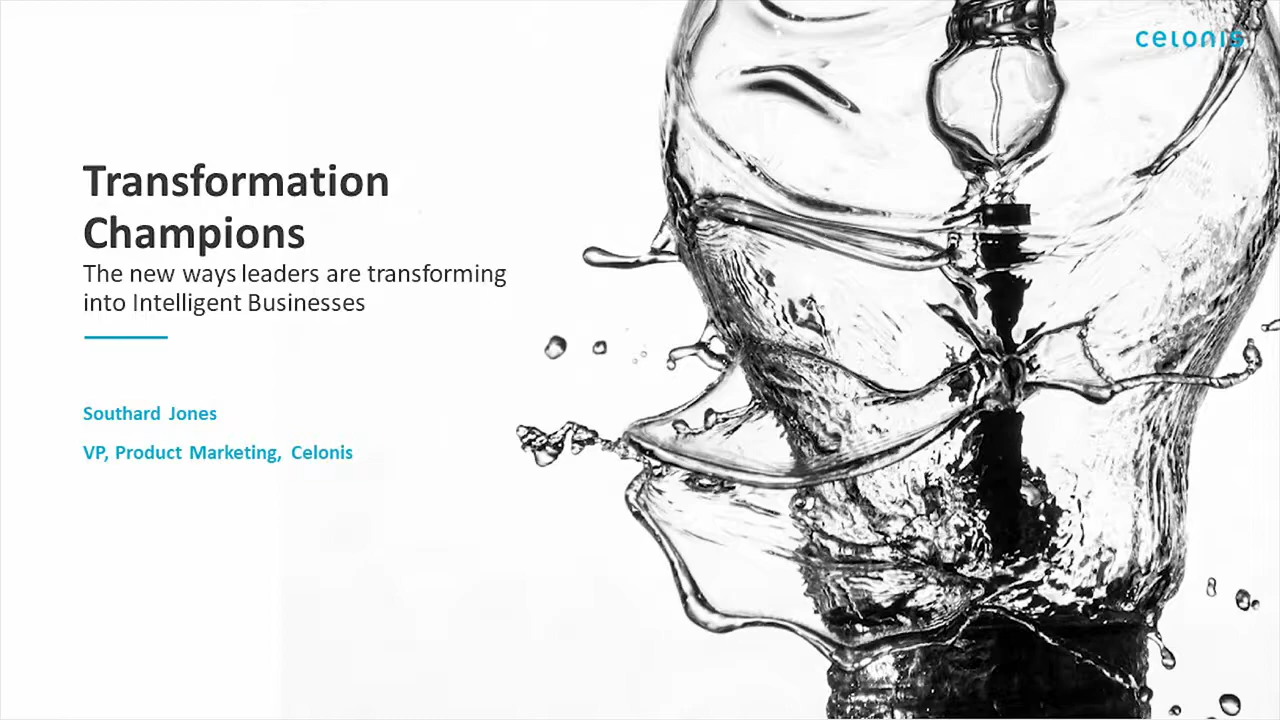 celonis
Transformation
Champions
The new ways leaders are transforming
into Intelligent Businesses
Southard Jones
VP, Product Marketing, Celonis